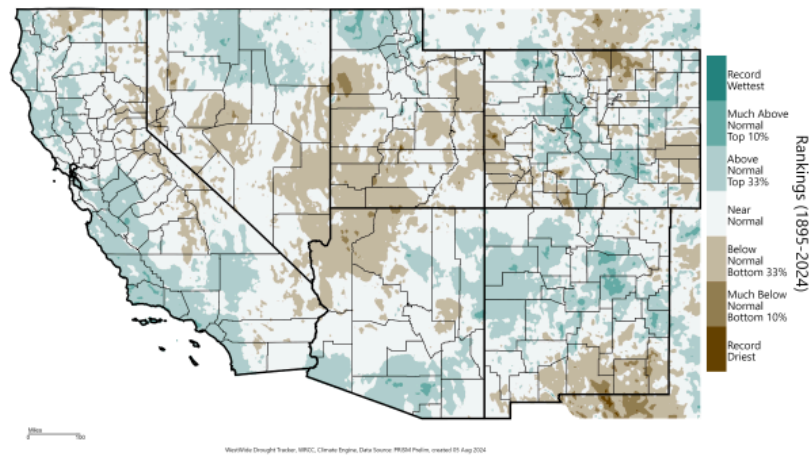 Record
Wettest
Much Above
Normal
Top 10%
Above
Normal
Top 33%
Near
Normal
Below
Normal
Bottom 33%
Much Below
Normal
Bottom 10%
Record
Driest
Rankings (1895-2024)
Miles
0 100
WestWide Drought Tracker, WRCC, Climate Engine, Data Source: PRISM Prelim, created 05 Aug 2024